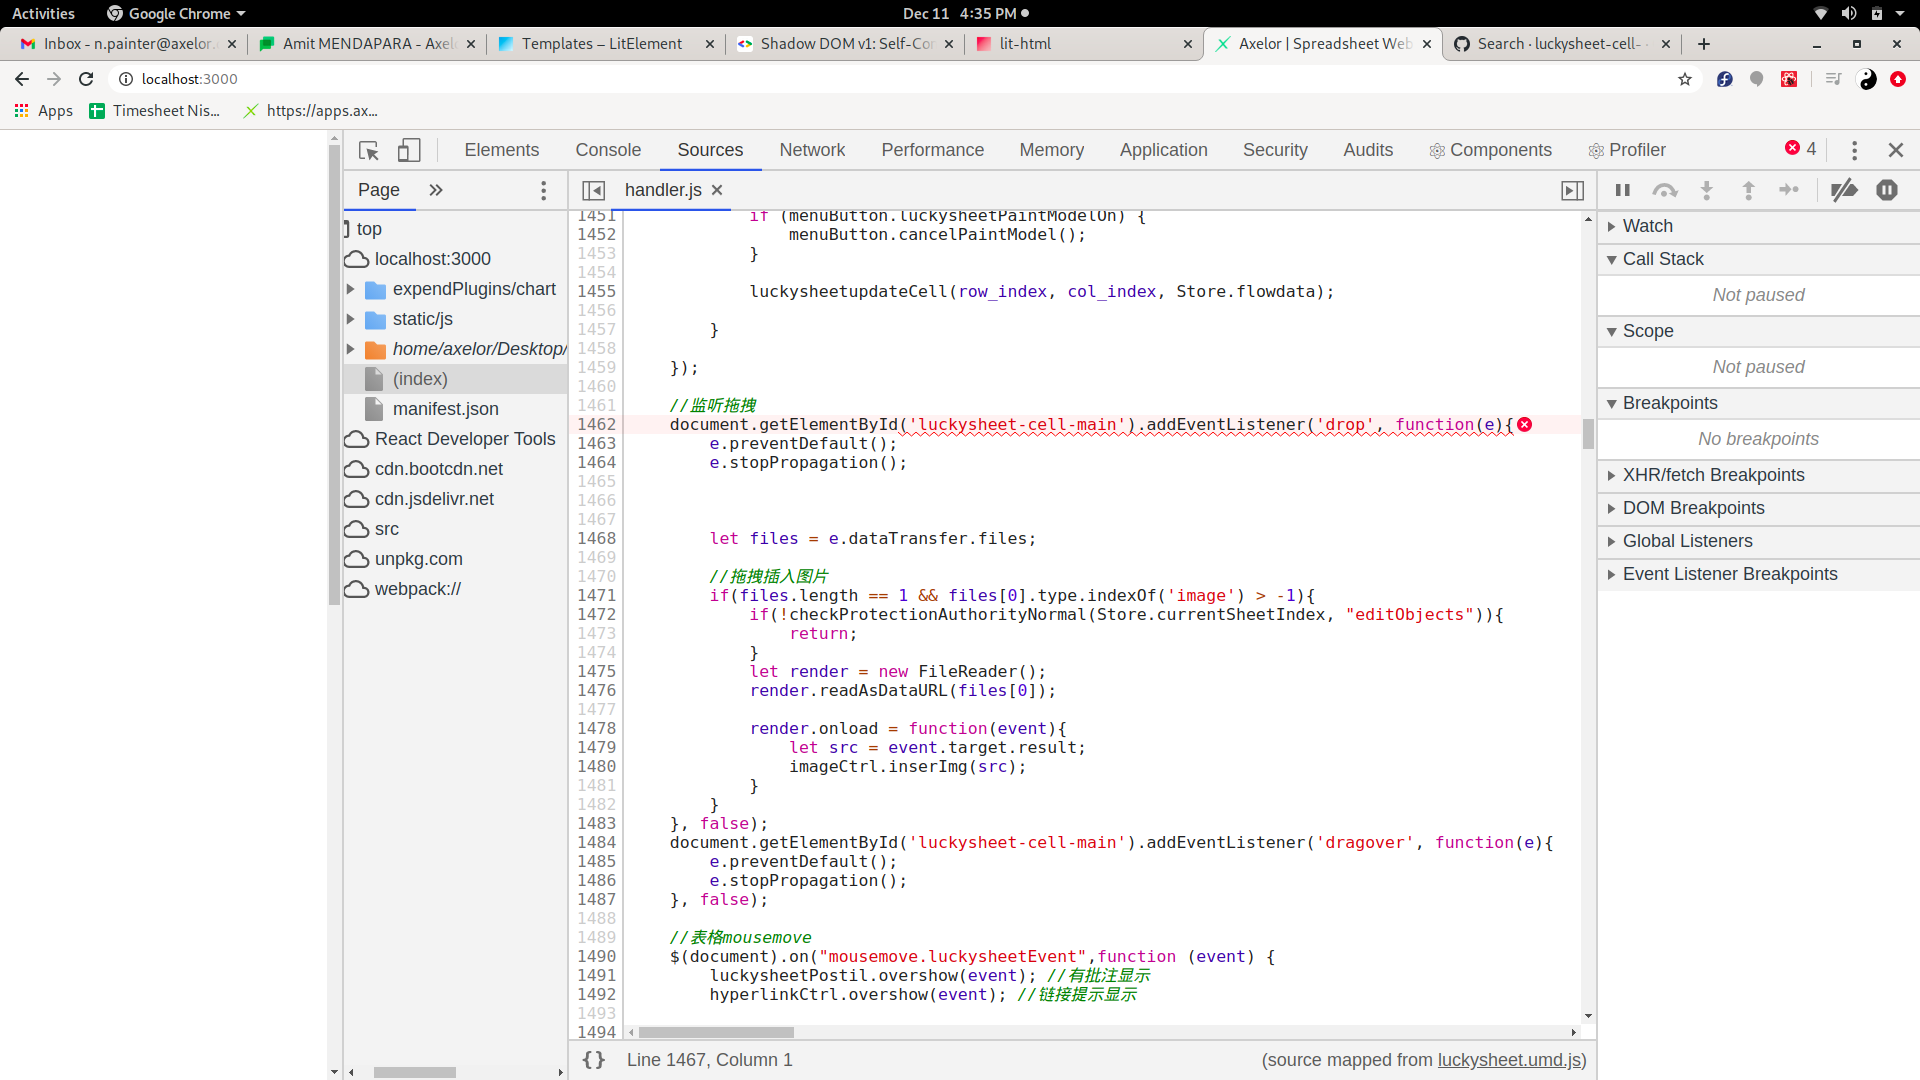 Activities Google Chrome Dec 11 4:35 PM
Inbox - n.painter@axelor. Amit MENDAPARA - Axel Templates – LitElement Shadow DOM v1: Self-Co lit-html Axelor | Spreadsheet Web Search · luckysheet-cell-
localhost:3000
Apps Timesheet Nis... https://apps.ax...
Elements Console Sources Network Performance Memory Application Security Audits Components Profiler 4
Page
handler.js
top
localhost:3000
expendPlugins/chart
static/js
home/axelor/Desktop/
(index)
manifest.json
React Developer Tools
cdn.bootcdn.net
cdn.jsdelivr.net
src
unpkg.com
webpack://
1451 if (menuButton.luckysheetPaintModelOn) {
1452 menuButton.cancelPaintModel();
1453 }
1454
1455 luckysheetupdateCell(row_index, col_index, Store.flowdata);
1456
1457 }
1458
1459 });
1460
1461 //监听拖拽
1462 document.getElementById('luckysheet-cell-main').addEventListener('drop', function(e){
1463 e.preventDefault();
1464 e.stopPropagation();
1465
1466
1467
1468 let files = e.dataTransfer.files;
1469
1470 //拖拽插入图片
1471 if(files.length == 1 && files[0].type.indexOf('image') > -1){
1472 if(!checkProtectionAuthorityNormal(Store.currentSheetIndex, "editObjects")){
1473 return;
1474 }
1475 let render = new FileReader();
1476 render.readAsDataURL(files[0]);
1477
1478 render.onload = function(event){
1479 let src = event.target.result;
1480 imageCtrl.inserImg(src);
1481 }
1482 }
1483 }, false);
1484 document.getElementById('luckysheet-cell-main').addEventListener('dragover', function(e){
1485 e.preventDefault();
1486 e.stopPropagation();
1487 }, false);
1488
1489 //表格mousemove
1490 $(document).on("mousemove.luckysheetEvent",function (event) {
1491 luckysheetPostil.overshow(event); //有批注显示
1492 hyperlinkCtrl.overshow(event); //链接提示显示
1493
1494
{} Line 1467, Column 1 (source mapped from luckysheet.umd.js)
Watch
Call Stack
Not paused
Scope
Not paused
Breakpoints
No breakpoints
XHR/fetch Breakpoints
DOM Breakpoints
Global Listeners
Event Listener Breakpoints